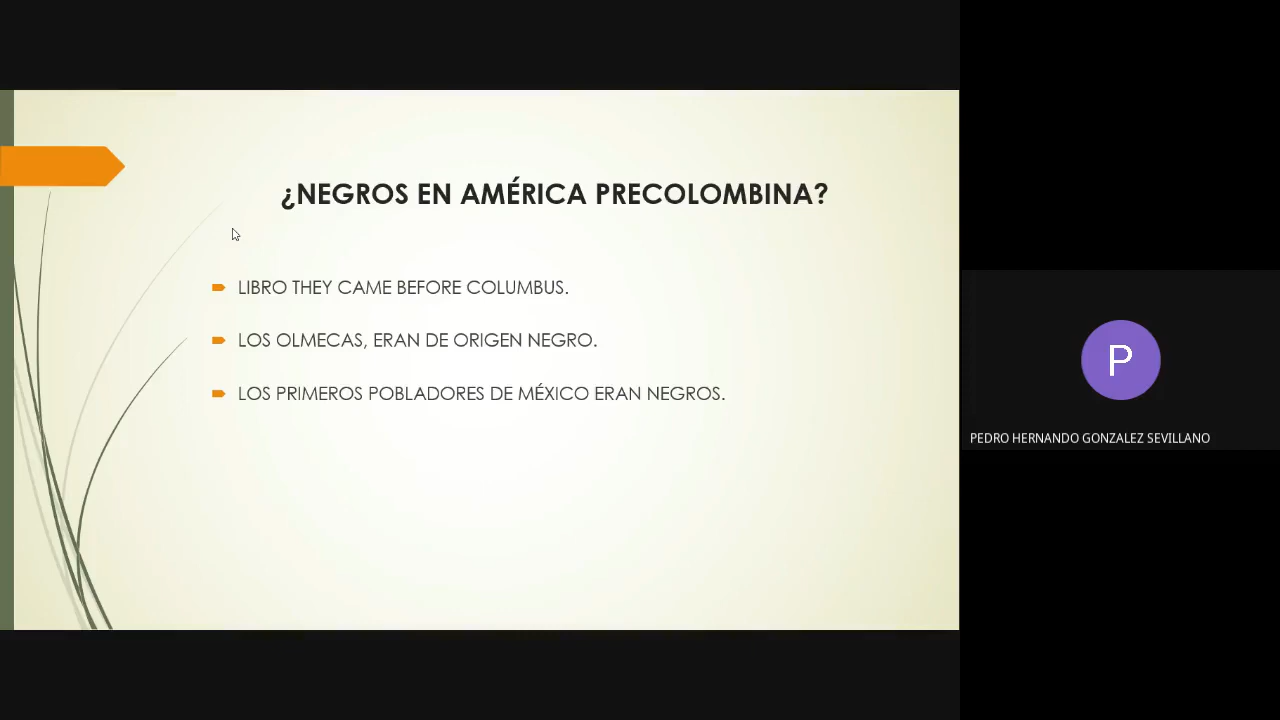 ¿NEGROS EN AMÉRICA PRECOLOMBINA?
LIBRO THEY CAME BEFORE COLUMBUS.
LOS OLMECAS, ERAN DE ORIGEN NEGRO.
LOS PRIMEROS POBLADORES DE MÉXICO ERAN NEGROS.
P
PEDRO HERNANDO GONZALEZ SEVILLANO